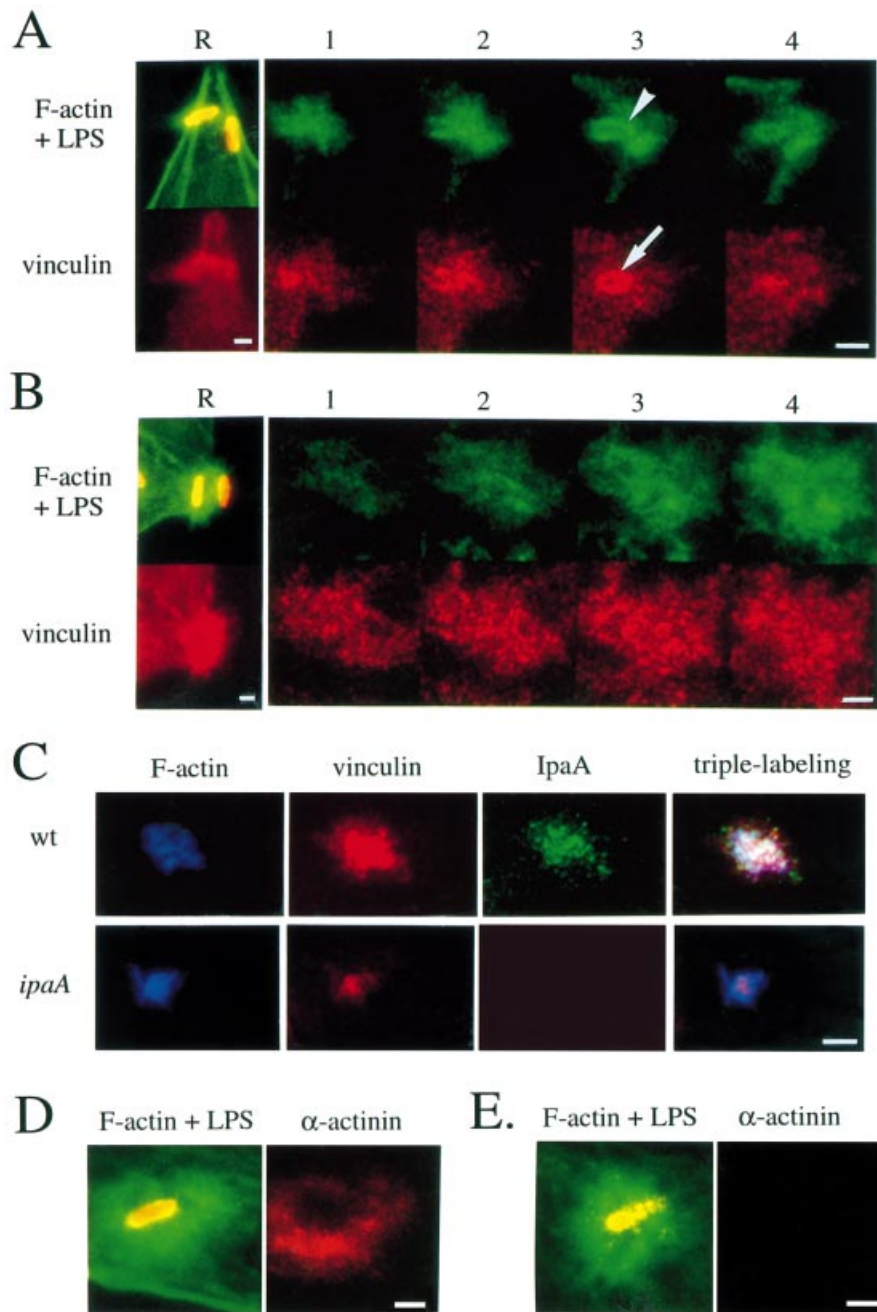 A
R 1 2 3 4
F-actin
+ LPS
vinculin
B
R 1 2 3 4
F-actin
+ LPS
vinculin
C
F-actin vinculin IpaA triple-labeling
wt
ipaA
D
F-actin + LPS α-actinin
E.
F-actin + LPS α-actinin